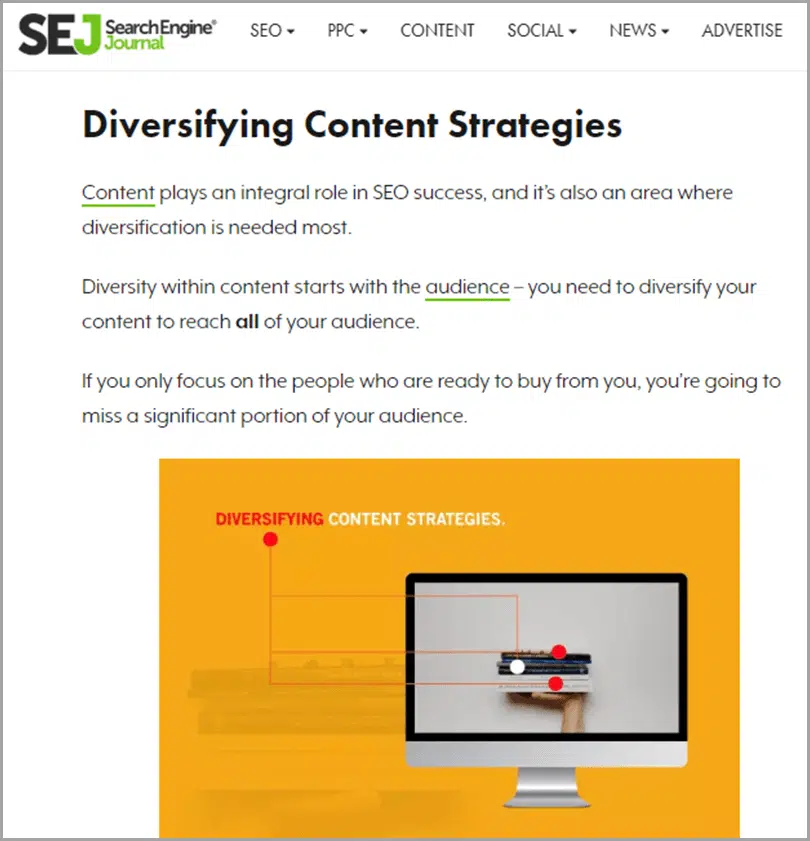 SEJ Search Engine® Journal
SEO PPC CONTENT SOCIAL NEWS ADVERTISE
Diversifying Content Strategies
Content plays an integral role in SEO success, and it's also an area where
diversification is needed most.
Diversity within content starts with the audience – you need to diversify your
content to reach all of your audience.
If you only focus on the people who are ready to buy from you, you're going to
miss a significant portion of your audience.
DIVERSIFYING CONTENT STRATEGIES.